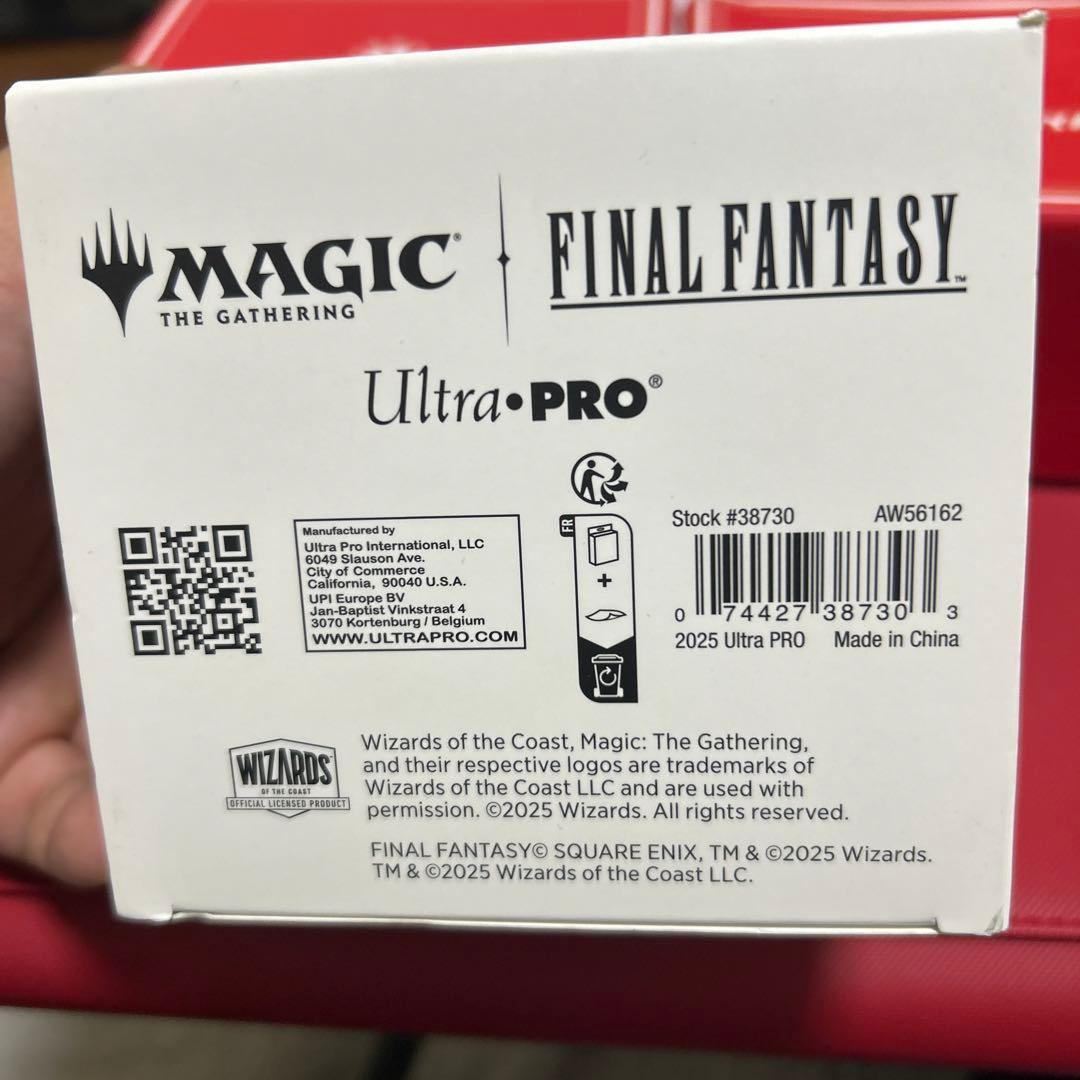 MAGIC®
THE GATHERING
FINAL FANTASY™
Ultra•PRO®
Manufactured by
Ultra Pro International, LLC
6049 Slauson Ave.
City of Commerce
California, 90040 U.S.A.
UPI Europe BV
Jan-Baptist Vinkstraat 4
3070 Kortenburg / Belgium
WWW.ULTRAPRO.COM
FR
+
Stock #38730 AW56162
0 74427 38730 3
2025 Ultra PRO Made in China
WIZARDS
OF THE COAST
OFFICIAL LICENSED PRODUCT
Wizards of the Coast, Magic: The Gathering,
and their respective logos are trademarks of
Wizards of the Coast LLC and are used with
permission. ©2025 Wizards. All rights reserved.
FINAL FANTASY© SQUARE ENIX, TM & ©2025 Wizards.
TM & ©2025 Wizards of the Coast LLC.